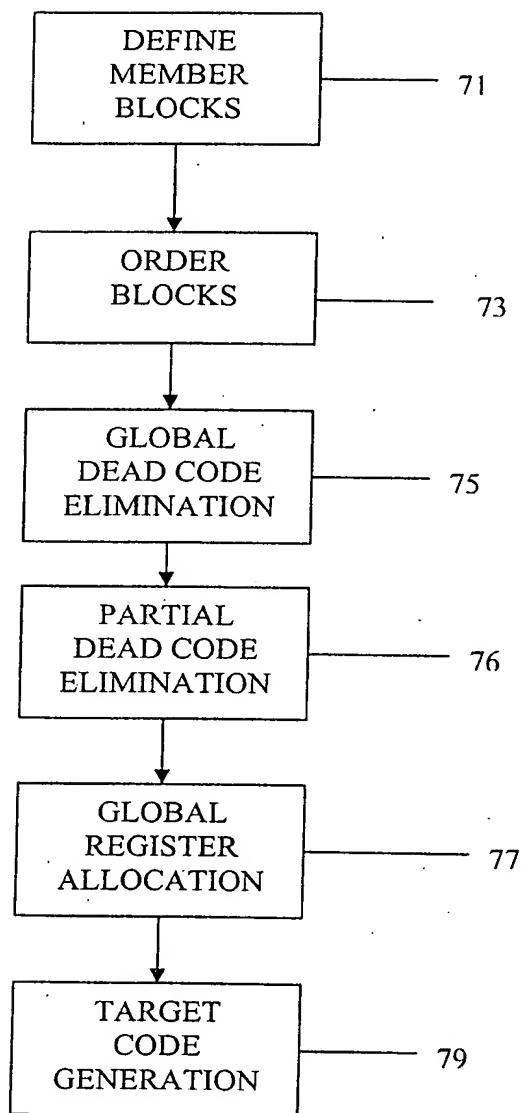 DEFINE
MEMBER
BLOCKS
71
ORDER
BLOCKS
73
GLOBAL
DEAD CODE
ELIMINATION
75
PARTIAL
DEAD CODE
ELIMINATION
76
GLOBAL
REGISTER
ALLOCATION
77
TARGET
CODE
GENERATION
79